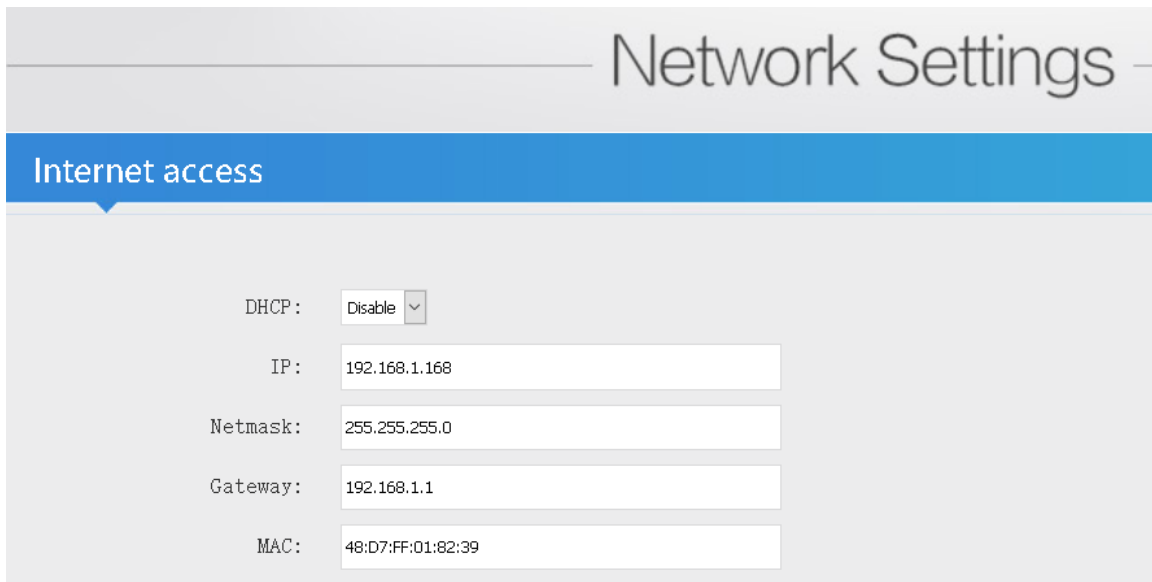 Network Settings
Internet access
DHCP: Disable
IP: 192.168.1.168
Netmask: 255.255.255.0
Gateway: 192.168.1.1
MAC: 48:D7:FF:01:82:39